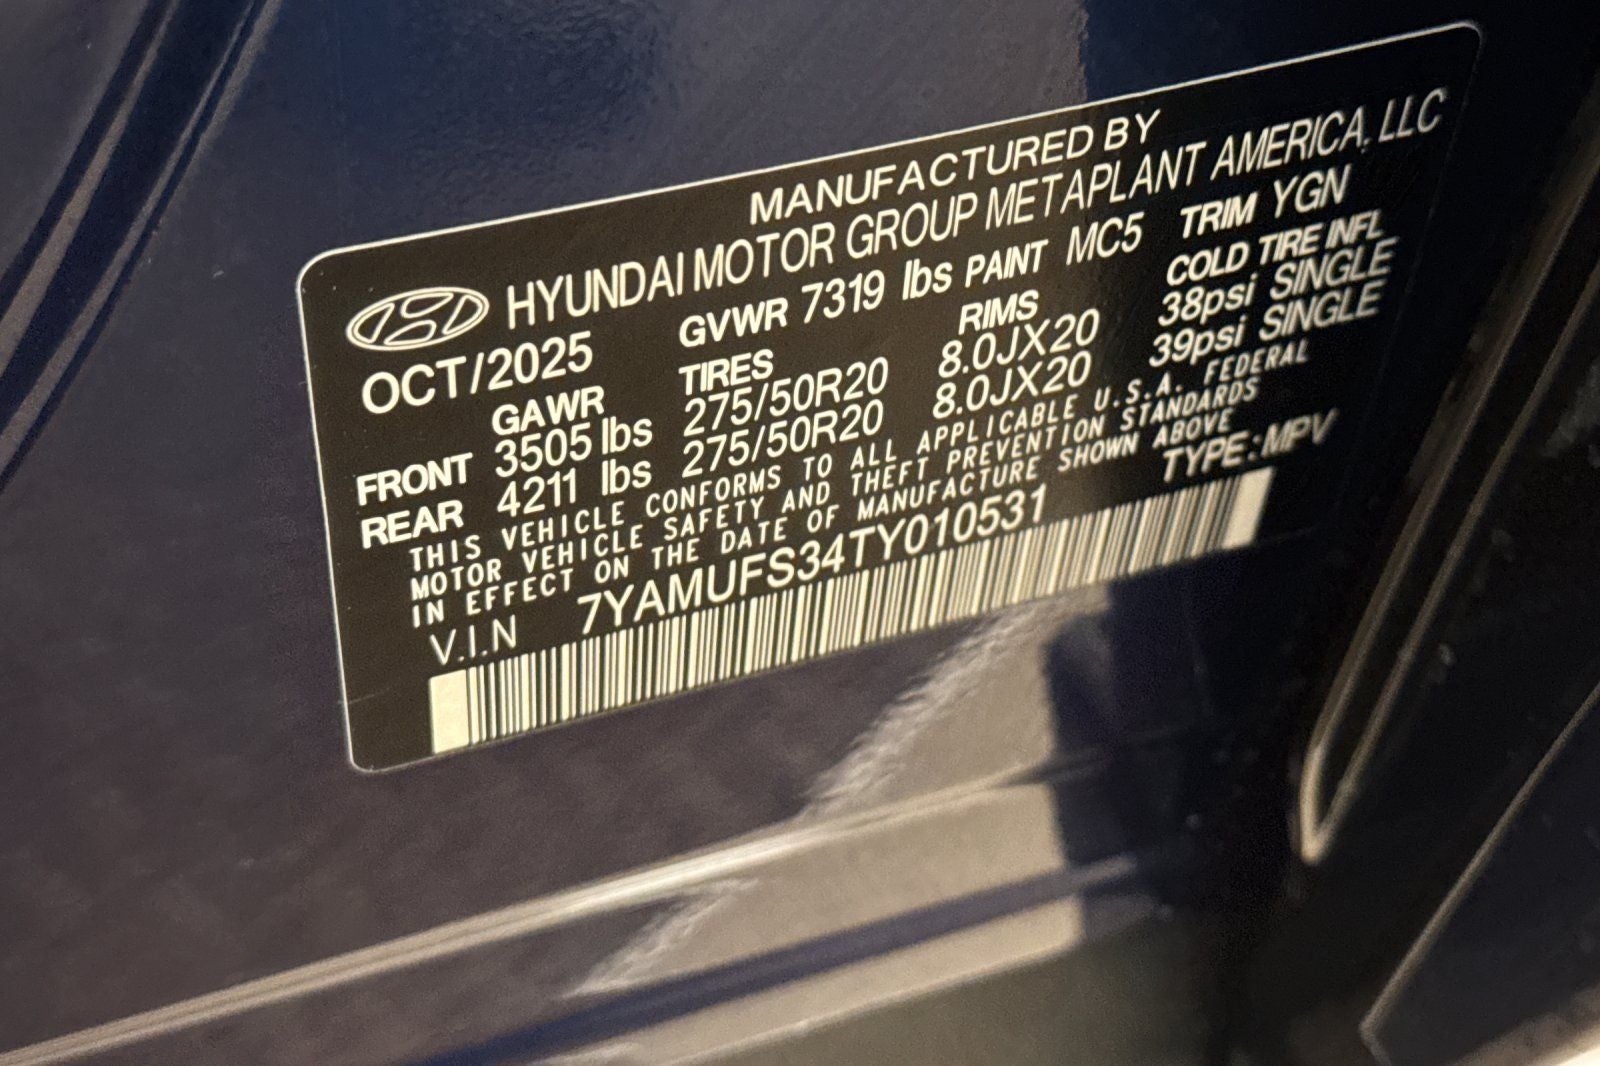 MANUFACTURED BY
HYUNDAI MOTOR GROUP METAPLANT AMERICA, LLC
OCT/2025 GVWR 7319 lbs PAINT MC5 TRIM YGN
GAWR TIRES RIMS COLD TIRE INFL
FRONT 3505 lbs 275/50R20 8.0JX20 38psi SINGLE
REAR 4211 lbs 275/50R20 8.0JX20 39psi SINGLE
THIS VEHICLE CONFORMS TO ALL APPLICABLE U.S.A. FEDERAL
MOTOR VEHICLE SAFETY AND THEFT PREVENTION STANDARDS
IN EFFECT ON THE DATE OF MANUFACTURE SHOWN ABOVE
V.I.N 7YAMUFS34TY010531 TYPE:MPV